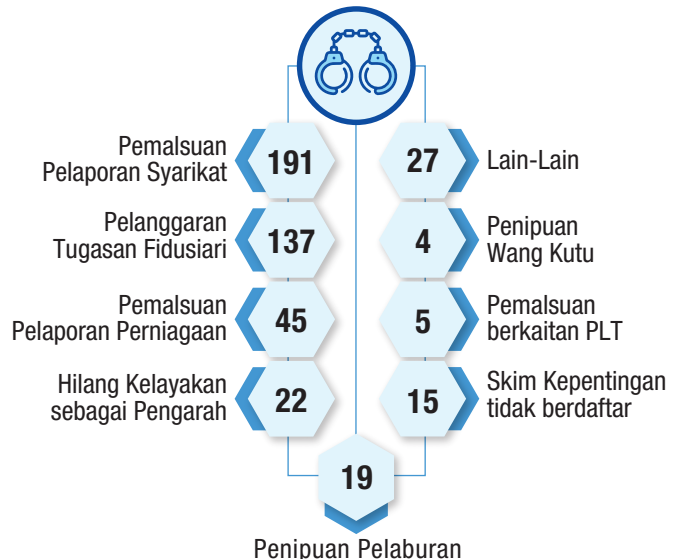 Pemalsuan
Pelaporan Syarikat
191
Pelanggaran
Tugasan Fidusiari
137
Pemalsuan
Pelaporan Perniagaan
45
Hilang Kelayakan
sebagai Pengarah
22
27
Lain-Lain
4
Penipuan
Wang Kutu
5
Pemalsuan
berkaitan PLT
15
Skim Kepentingan
tidak berdaftar
19
Penipuan Pelaburan